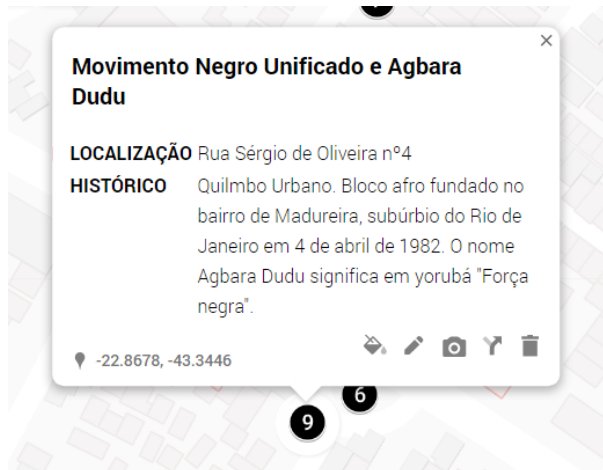 Movimento Negro Unificado e Agbara
Dudu
LOCALIZAÇÃO Rua Sérgio de Oliveira nº4
HISTÓRICO Quilmbo Urbano. Bloco afro fundado no
bairro de Madureira, subúrbio do Rio de
Janeiro em 4 de abril de 1982. O nome
Agbara Dudu significa em yorubá "Força
negra".
-22.8678, -43.3446
6
9